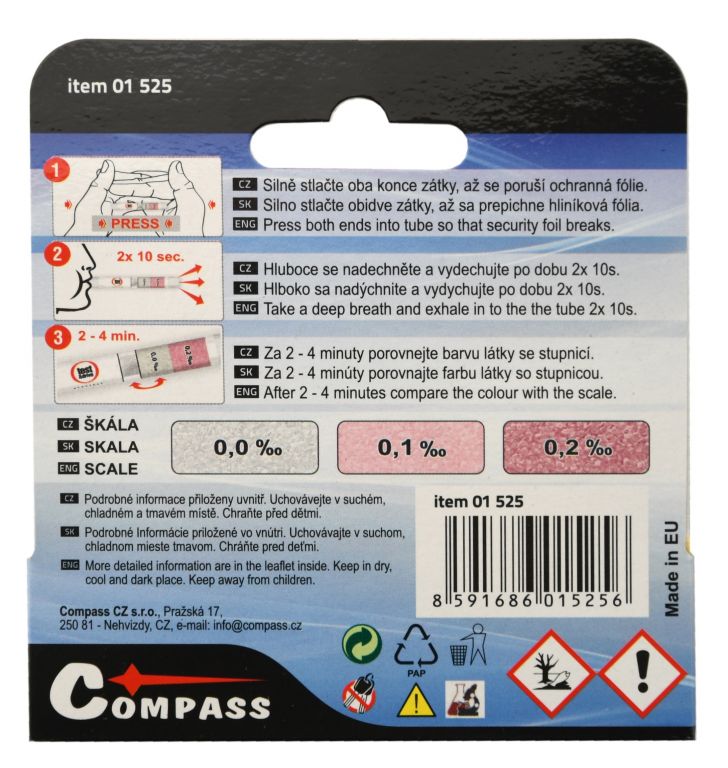 item 01 525
1
PRESS
CZ Silně stlačte oba konce zátky, až se poruší ochranná fólie.
SK Silno stlačte obidve zátky, až sa prepichne hliníková fólia.
ENG Press both ends into tube so that security foil breaks.
2
2x 10 sec.
CZ Hluboce se nadechněte a vydechujte po dobu 2x 10s.
SK Hlboko sa nadýchnite a vydychujte po dobu 2x 10s.
ENG Take a deep breath and exhale in to the the tube 2x 10s.
3
2 - 4 min.
test
0,0 ‰
0,2 ‰
CZ Za 2 - 4 minuty porovnejte barvu látky se stupnicí.
SK Za 2 - 4 minúty porovnajte farbu látky so stupnicou.
ENG After 2 - 4 minutes compare the colour with the scale.
CZ ŠKÁLA
SK SKALA
ENG SCALE
0,0 ‰
0,1 ‰
0,2 ‰
CZ Podrobné informace přiloženy uvnitř. Uchovávejte v suchém,
chladném a tmavém místě. Chraňte před dětmi.
SK Podrobné Informácie priložené vo vnútri. Uchovávajte v suchom,
chladnom mieste tmavom. Chráňte pred deťmi.
ENG More detailed information are in the leaflet inside. Keep in dry,
cool and dark place. Keep away from children.
Compass CZ s.r.o., Pražská 17,
250 81 - Nehvizdy, CZ, e-mail: info@compass.cz
item 01 525
8 591686 015256
Made in EU
PAP
COMPASS